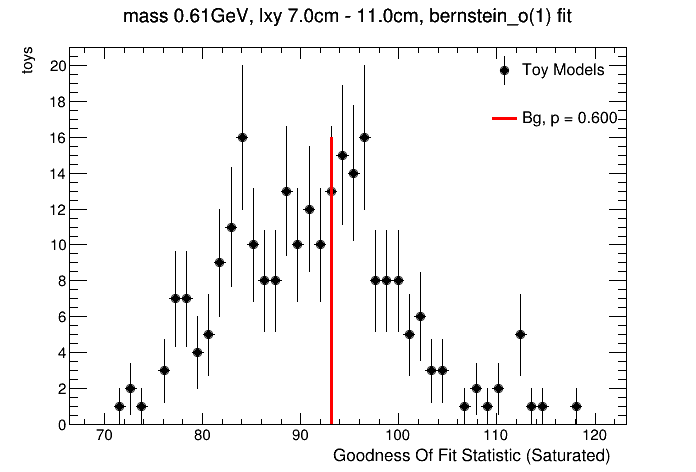 mass 0.61GeV, lxy 7.0cm - 11.0cm, bernstein_o(1) fit
toys
20
18
16
14
12
10
8
6
4
2
0
Toy Models
Bg, p = 0.600
70 80 90 100 110 120
Goodness Of Fit Statistic (Saturated)